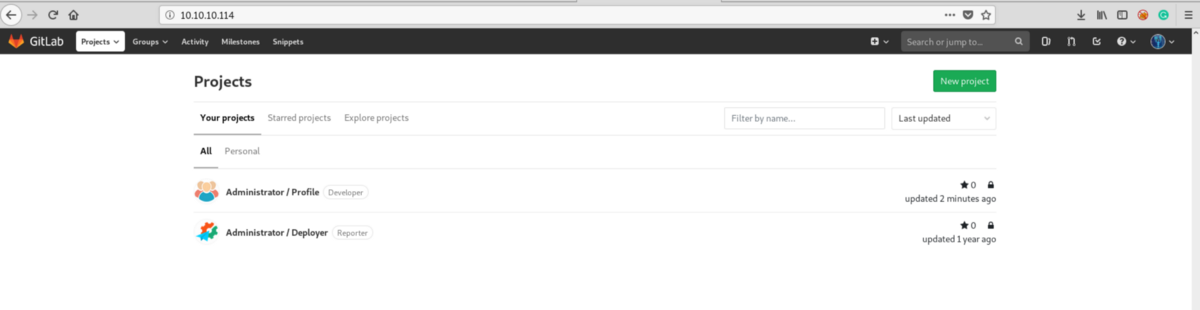 10.10.10.114
GitLab Projects Groups Activity Milestones Snippets Search or jump to...
Projects New project
Your projects Starred projects Explore projects Filter by name... Last updated
All Personal
Administrator / Profile Developer 0
updated 2 minutes ago
Administrator / Deployer Reporter 0
updated 1 year ago